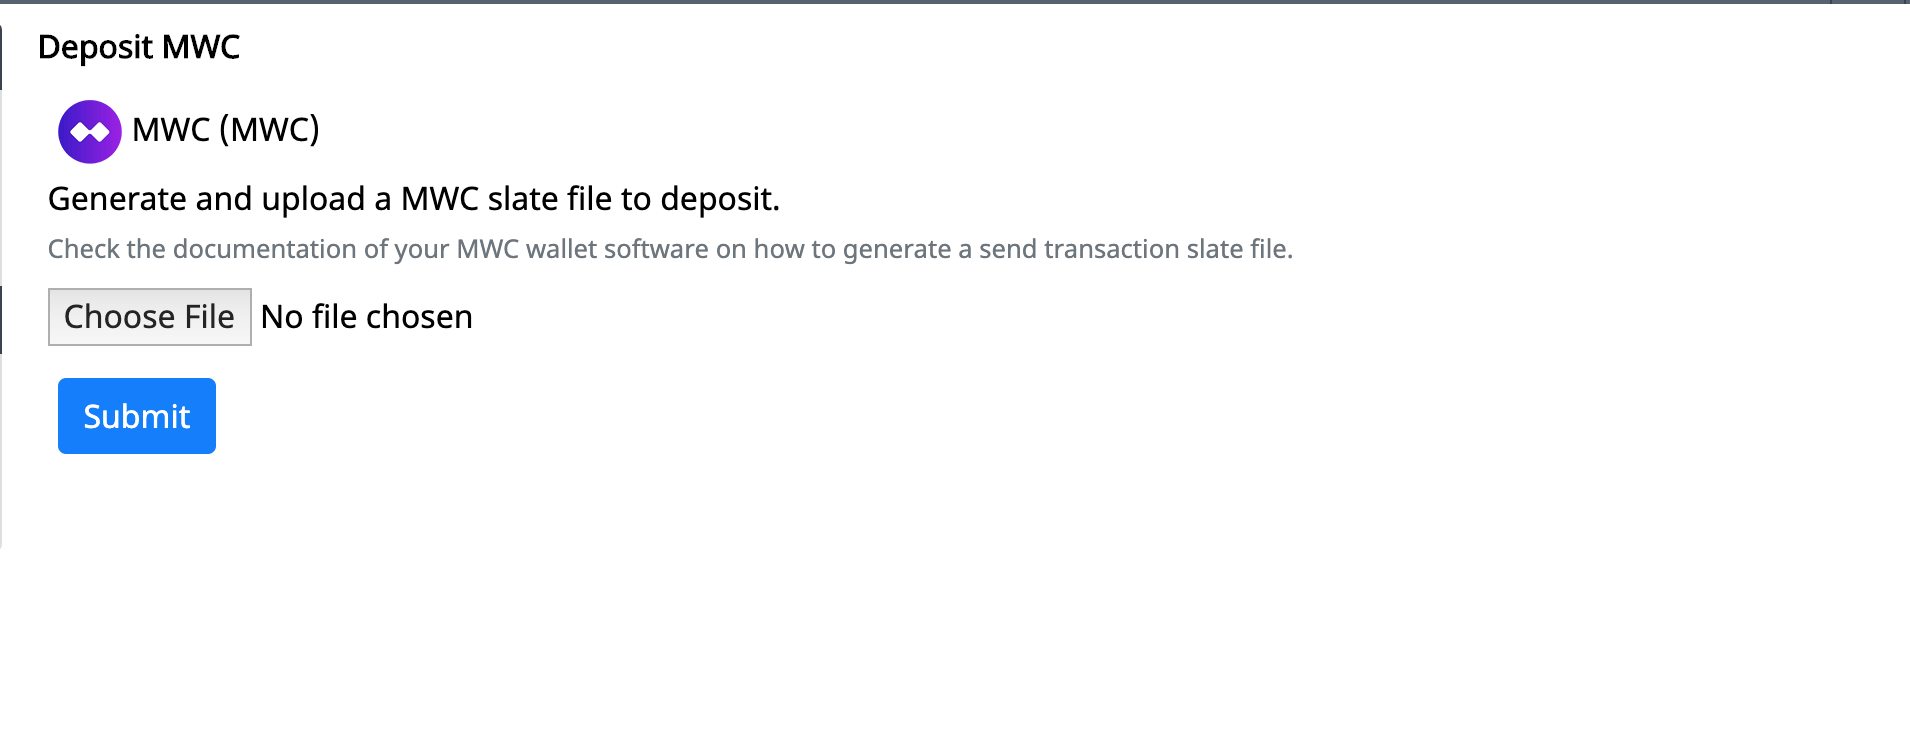 Deposit MWC
MWC (MWC)
Generate and upload a MWC slate file to deposit.
Check the documentation of your MWC wallet software on how to generate a send transaction slate file.
Choose File No file chosen
Submit